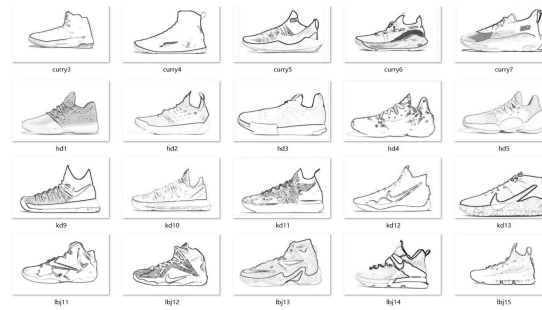 curry3 curry4 curry5 curry6 curry7
hd1 hd2 hd3 hd4 hd5
kd9 kd10 kd11 kd12 kd13
lbj11 lbj12 lbj13 lbj14 lbj15